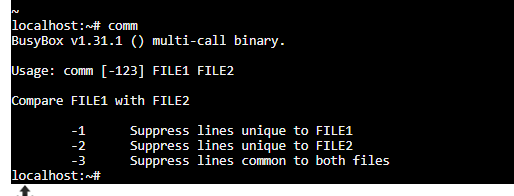 ~
localhost:~# comm
BusyBox v1.31.1 () multi-call binary.
Usage: comm [-123] FILE1 FILE2
Compare FILE1 with FILE2
-1 Suppress lines unique to FILE1
-2 Suppress lines unique to FILE2
-3 Suppress lines common to both files
localhost:~#